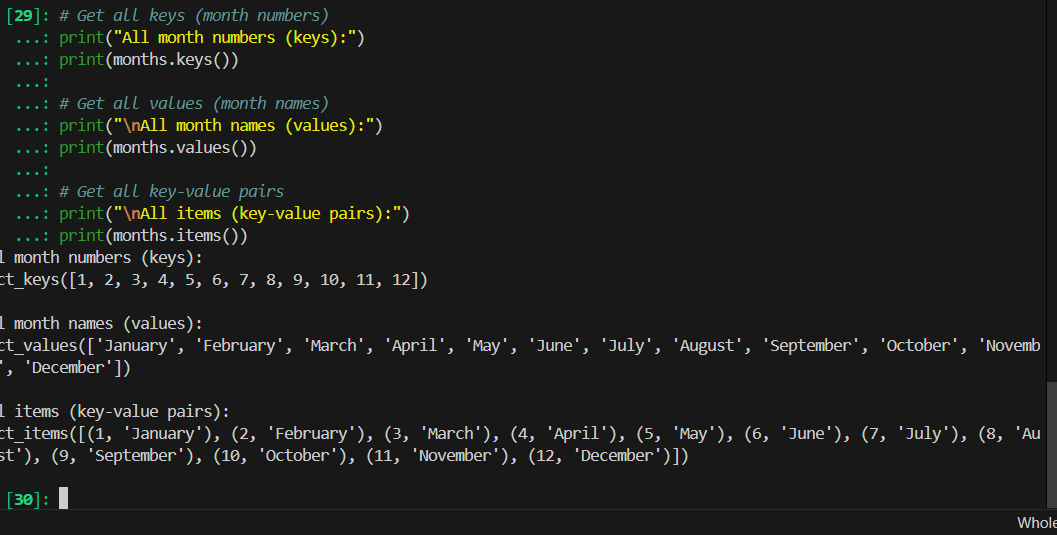 [29]: # Get all keys (month numbers)
...: print("All month numbers (keys):")
...: print(months.keys())
...:
...: # Get all values (month names)
...: print("\nAll month names (values):")
...: print(months.values())
...:
...: # Get all key-value pairs
...: print("\nAll items (key-value pairs):")
...: print(months.items())
l month numbers (keys):
ct_keys([1, 2, 3, 4, 5, 6, 7, 8, 9, 10, 11, 12])
l month names (values):
ct_values(['January', 'February', 'March', 'April', 'May', 'June', 'July', 'August', 'September', 'October', 'Novemb
', 'December'])
l items (key-value pairs):
ct_items([(1, 'January'), (2, 'February'), (3, 'March'), (4, 'April'), (5, 'May'), (6, 'June'), (7, 'July'), (8, 'Au
st'), (9, 'September'), (10, 'October'), (11, 'November'), (12, 'December')])
[30]:
Whole